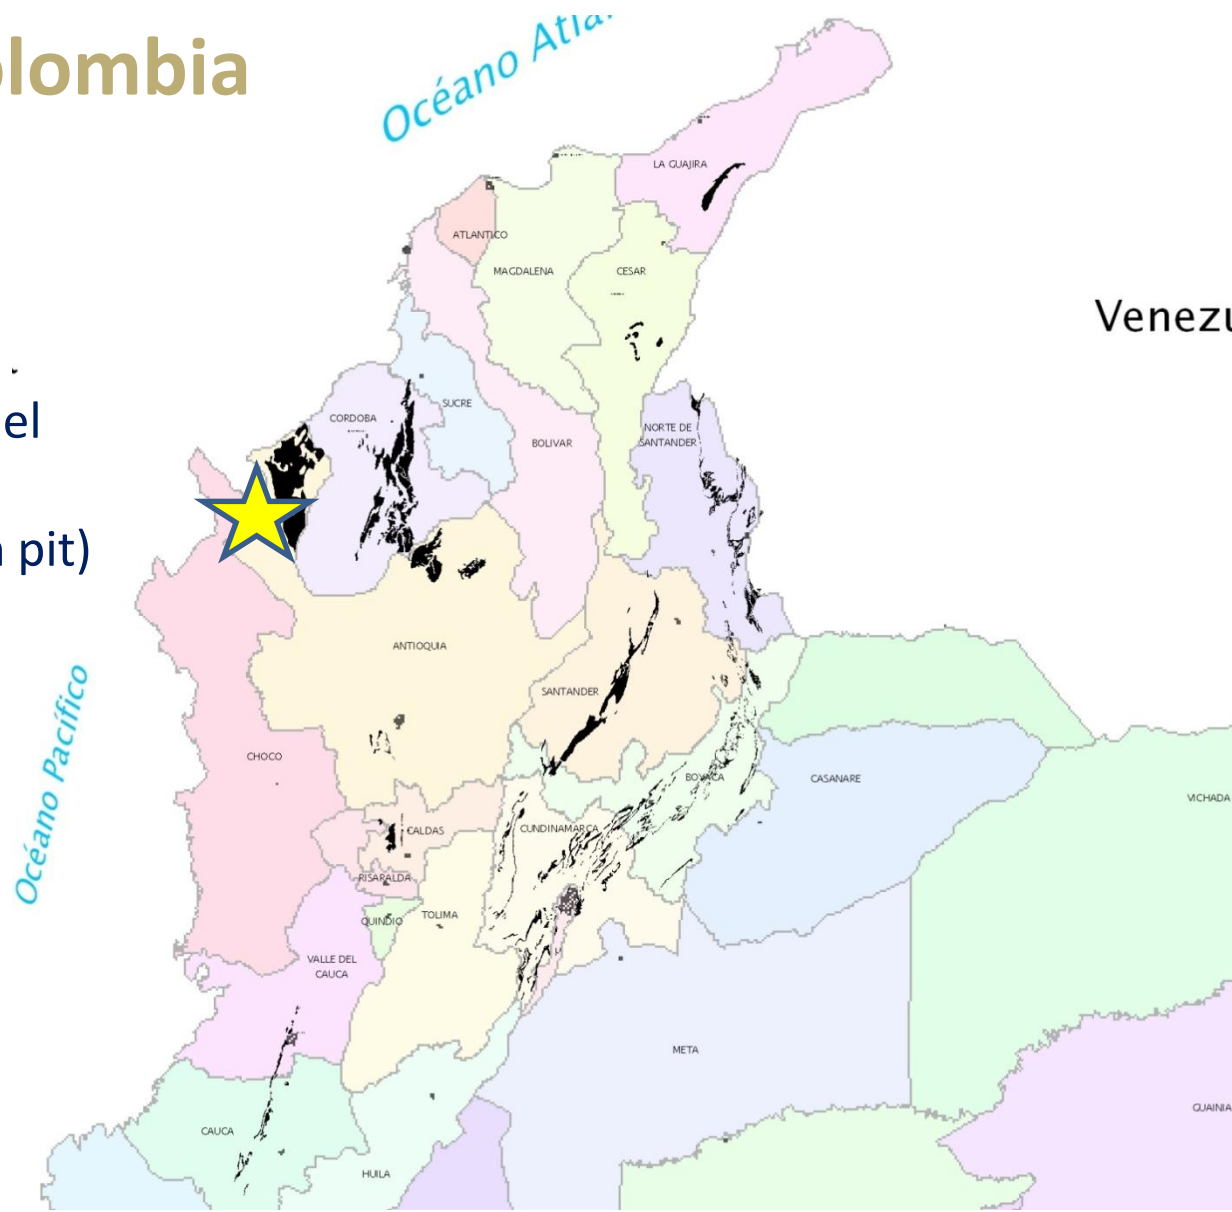 olombia
Océano Atla
LA GUAJIRA
ATLANTICO
MAGDALENA
CESAR
Venezu
el
SUCRE
CORDOBA
BOLIVAR
NORTE DE
SANTANDER
pit)
ANTIOQUIA
SANTANDER
Océano Pacífico
CHOCO
BOYACA
CASANARE
VICHADA
CALDAS
CUNDINAMARCA
RISARALDA
QUINDIO
TOLIMA
VALLE DEL
CAUCA
META
GUAINIA
CAUCA
HUILA